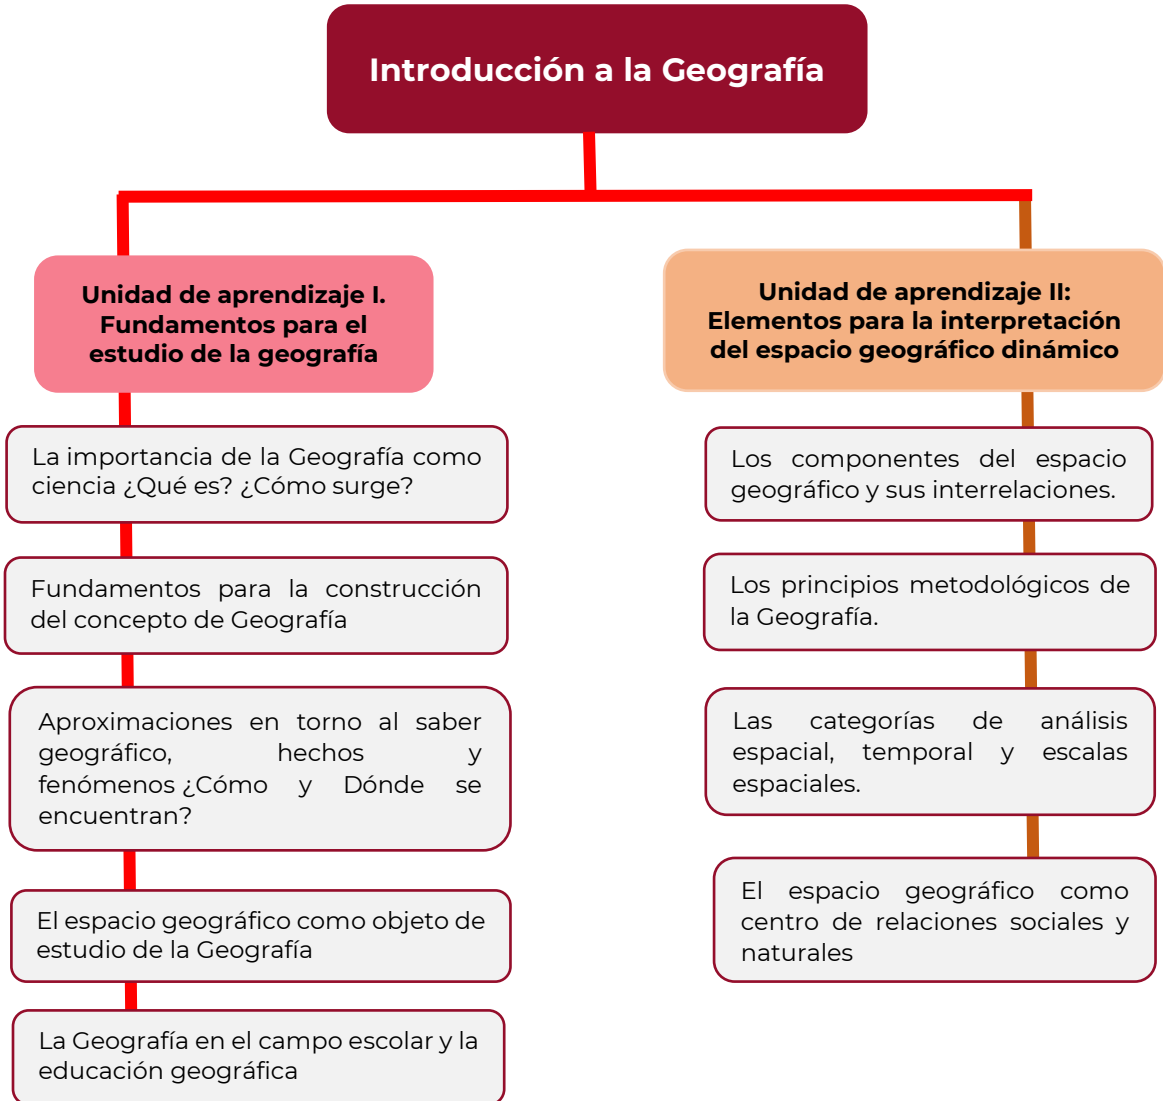 Introducción a la Geografía
Unidad de aprendizaje I.
Fundamentos para el
estudio de la geografía
La importancia de la Geografía como
ciencia ¿Qué es? ¿Cómo surge?
Fundamentos para la construcción
del concepto de Geografía
Aproximaciones en torno al saber
geográfico, hechos y
fenómenos ¿Cómo y Dónde se
encuentran?
El espacio geográfico como objeto de
estudio de la Geografía
La Geografía en el campo escolar y la
educación geográfica
Unidad de aprendizaje II:
Elementos para la interpretación
del espacio geográfico dinámico
Los componentes del espacio
geográfico y sus interrelaciones.
Los principios metodológicos de
la Geografía.
Las categorías de análisis
espacial, temporal y escalas
espaciales.
El espacio geográfico como
centro de relaciones sociales y
naturales